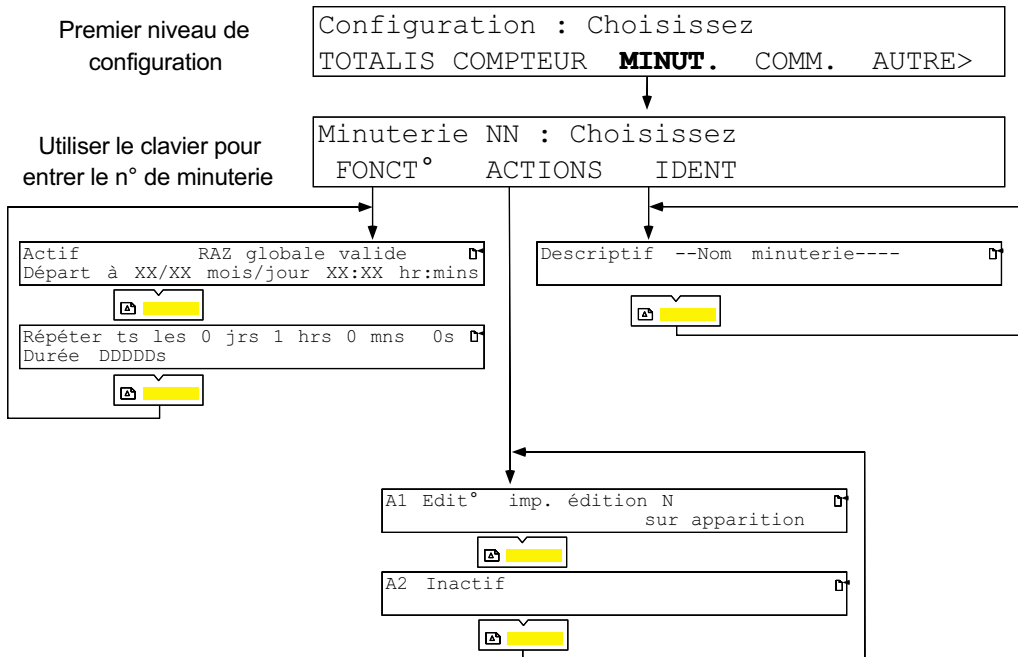 Premier niveau de
configuration
Configuration : Choisissez
TOTALIS COMPTEUR MINUT. COMM. AUTRE>
Utiliser le clavier pour
entrer le n° de minuterie
Minuterie NN : Choisissez
FONCT° ACTIONS IDENT
Actif RAZ globale valide
Départ à XX/XX mois/jour XX:XX hr:mins
Répéter ts les 0 jrs 1 hrs 0 mns 0s
Durée DDDDDs
Descriptif --Nom minuterie----
A1 Edit° imp. édition N
sur apparition
A2 Inactif